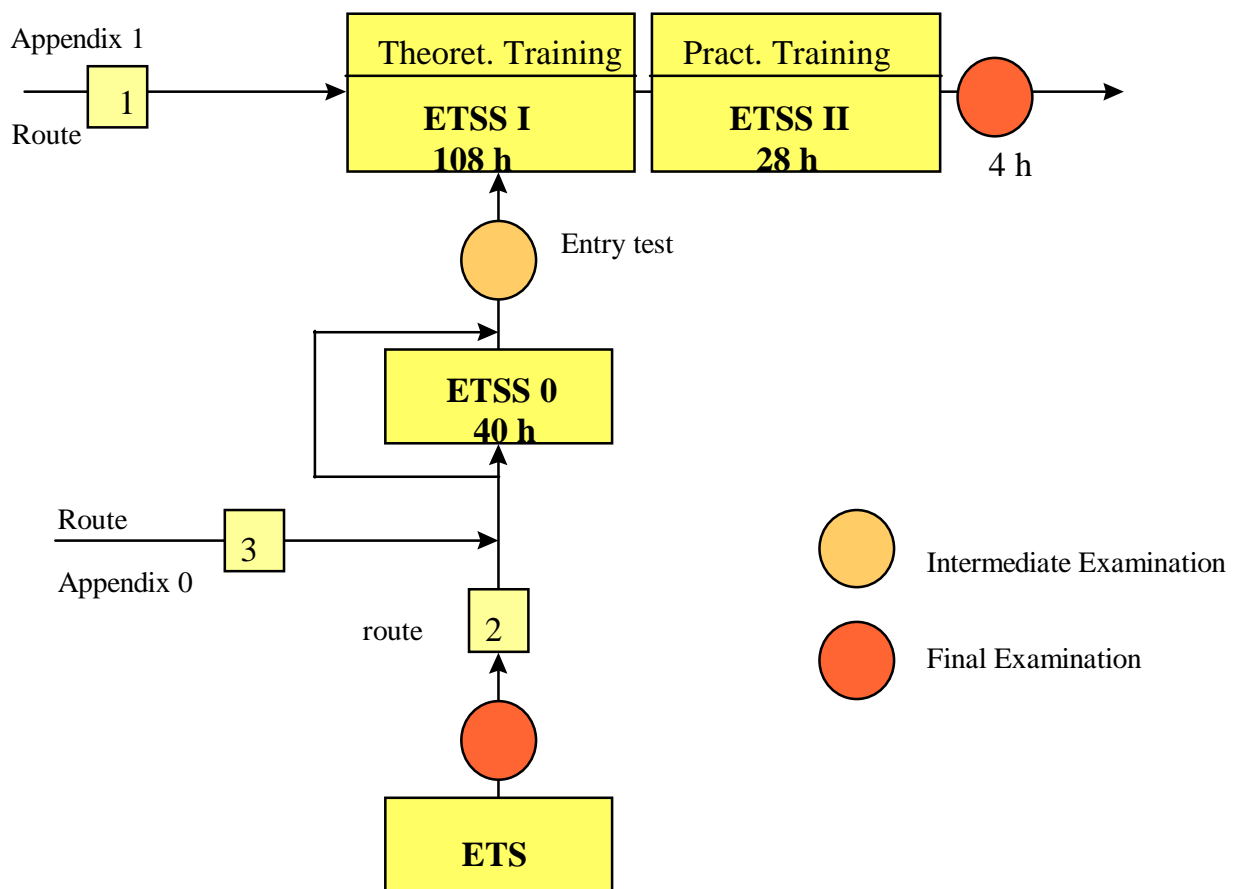 Appendix 1
1
Route
Theoret. Training
ETSS I
108 h
Pract. Training
ETSS II
28 h
4 h
Entry test
ETSS 0
40 h
Route
3
Appendix 0
route
2
ETS
Intermediate Examination
Final Examination